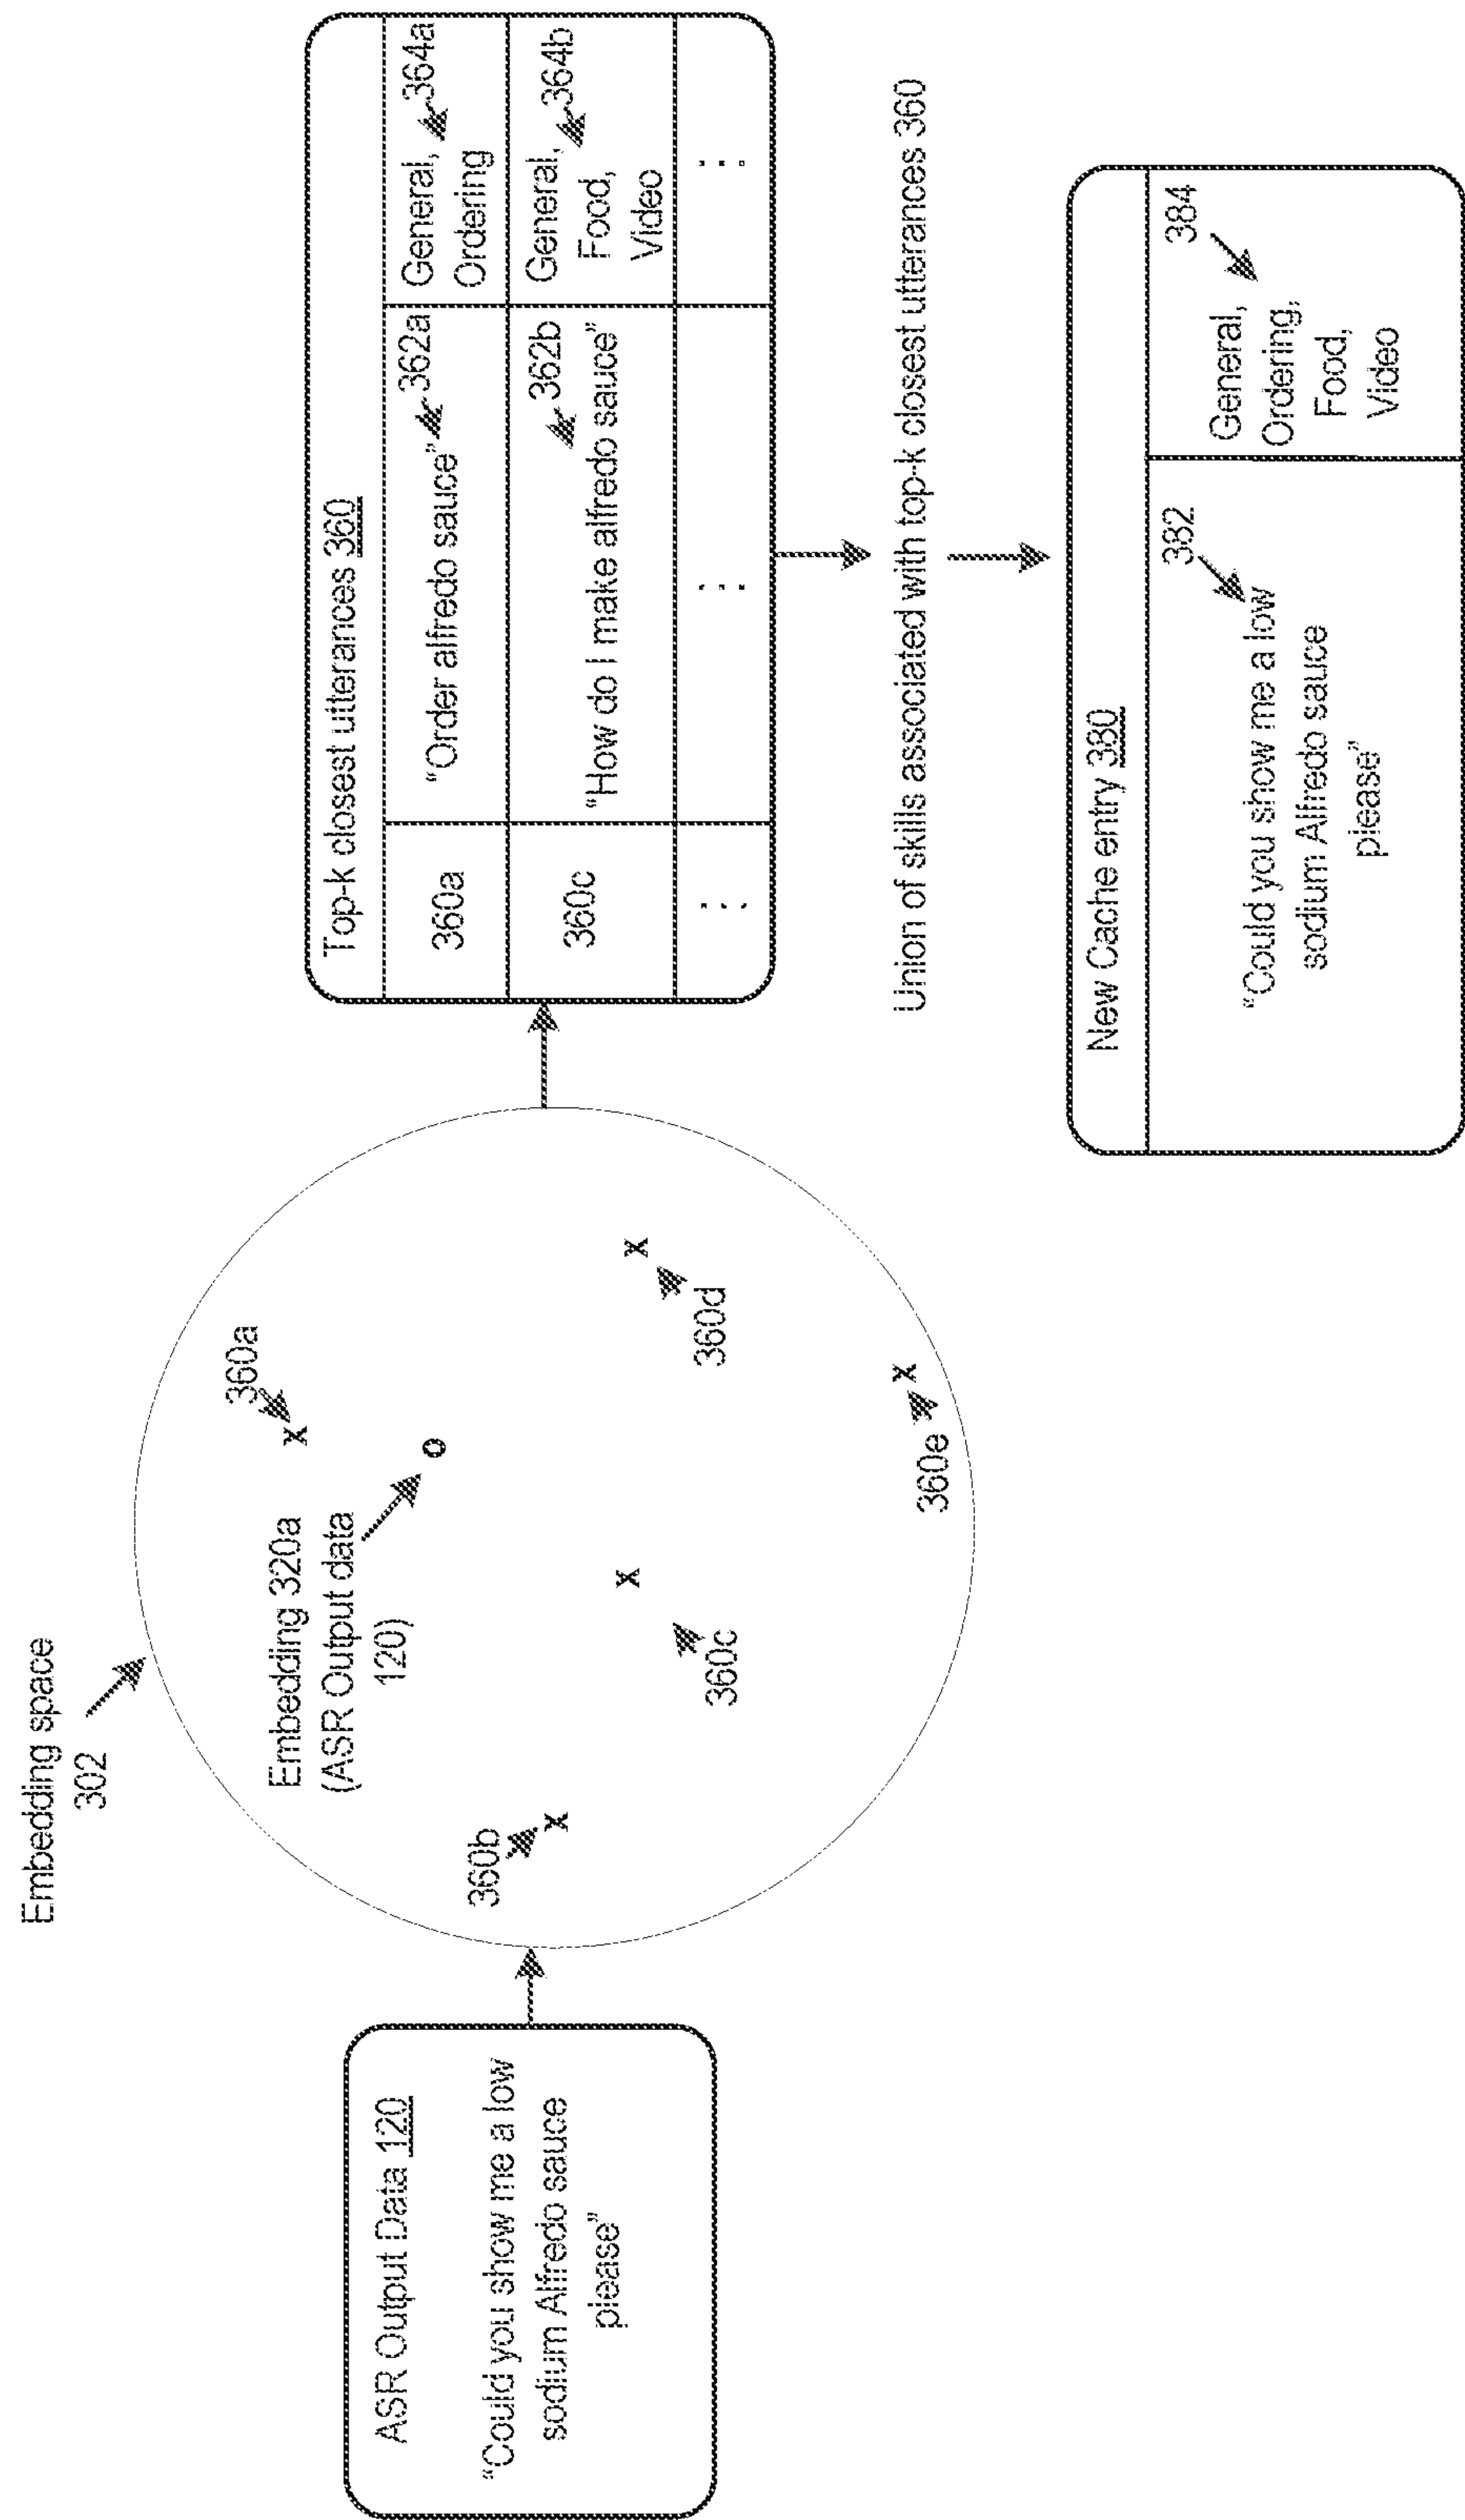 Embedding space
302
ASR Output Data 120
"Could you show me a low
sodium Alfredo sauce
please"
360b
Embedding 320a
(ASR Output data
120)
360a
x
o
x
x
x
x
360c
360d
360e
Top-k closest utterances 360
360a
"Order alfredo sauce"
362a
General,
Ordering
364a
360c
"How do I make alfredo sauce"
362b
General,
Food,
Video
364b
Union of skills associated with top-k closest utterances 360
New Cache entry 380
382
"Could you show me a low
sodium Alfredo sauce
please"
384
General,
Ordering,
Food,
Video